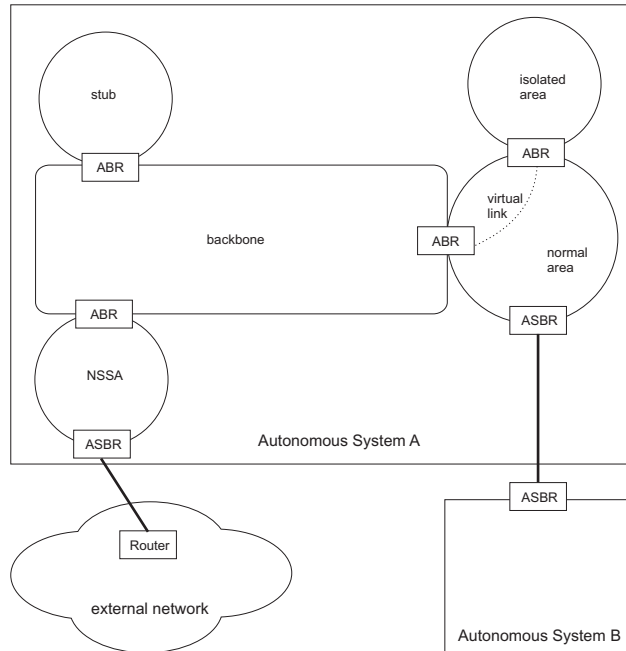 stub
isolated
area
ABR
ABR
virtual
link
backbone
ABR
normal
area
ABR
ASBR
NSSA
ASBR
Autonomous System A
ASBR
Router
external network
Autonomous System B